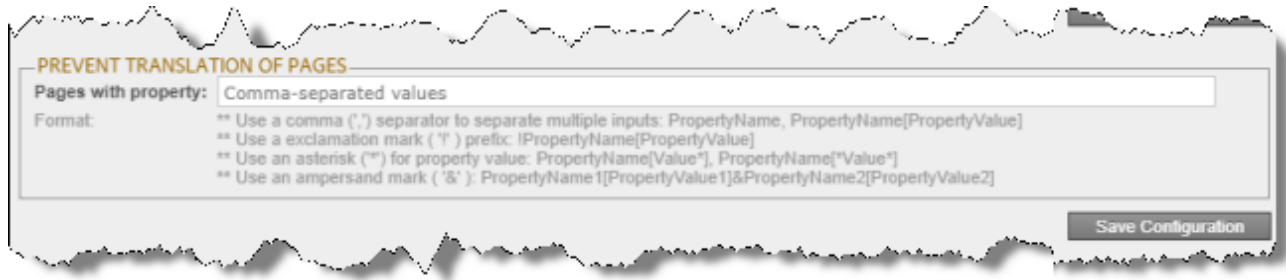 PREVENT TRANSLATION OF PAGES
Pages with property: Comma-separated values
Format: ** Use a comma (',') separator to separate multiple inputs: PropertyName, PropertyName[PropertyValue]
** Use a exclamation mark ( '!' ) prefix: !PropertyName[PropertyValue]
** Use an asterisk ('*') for property value: PropertyName[Value*], PropertyName[*Value*]
** Use an ampersand mark ( '&' ): PropertyName1[PropertyValue1]&PropertyName2[PropertyValue2]
Save Configuration